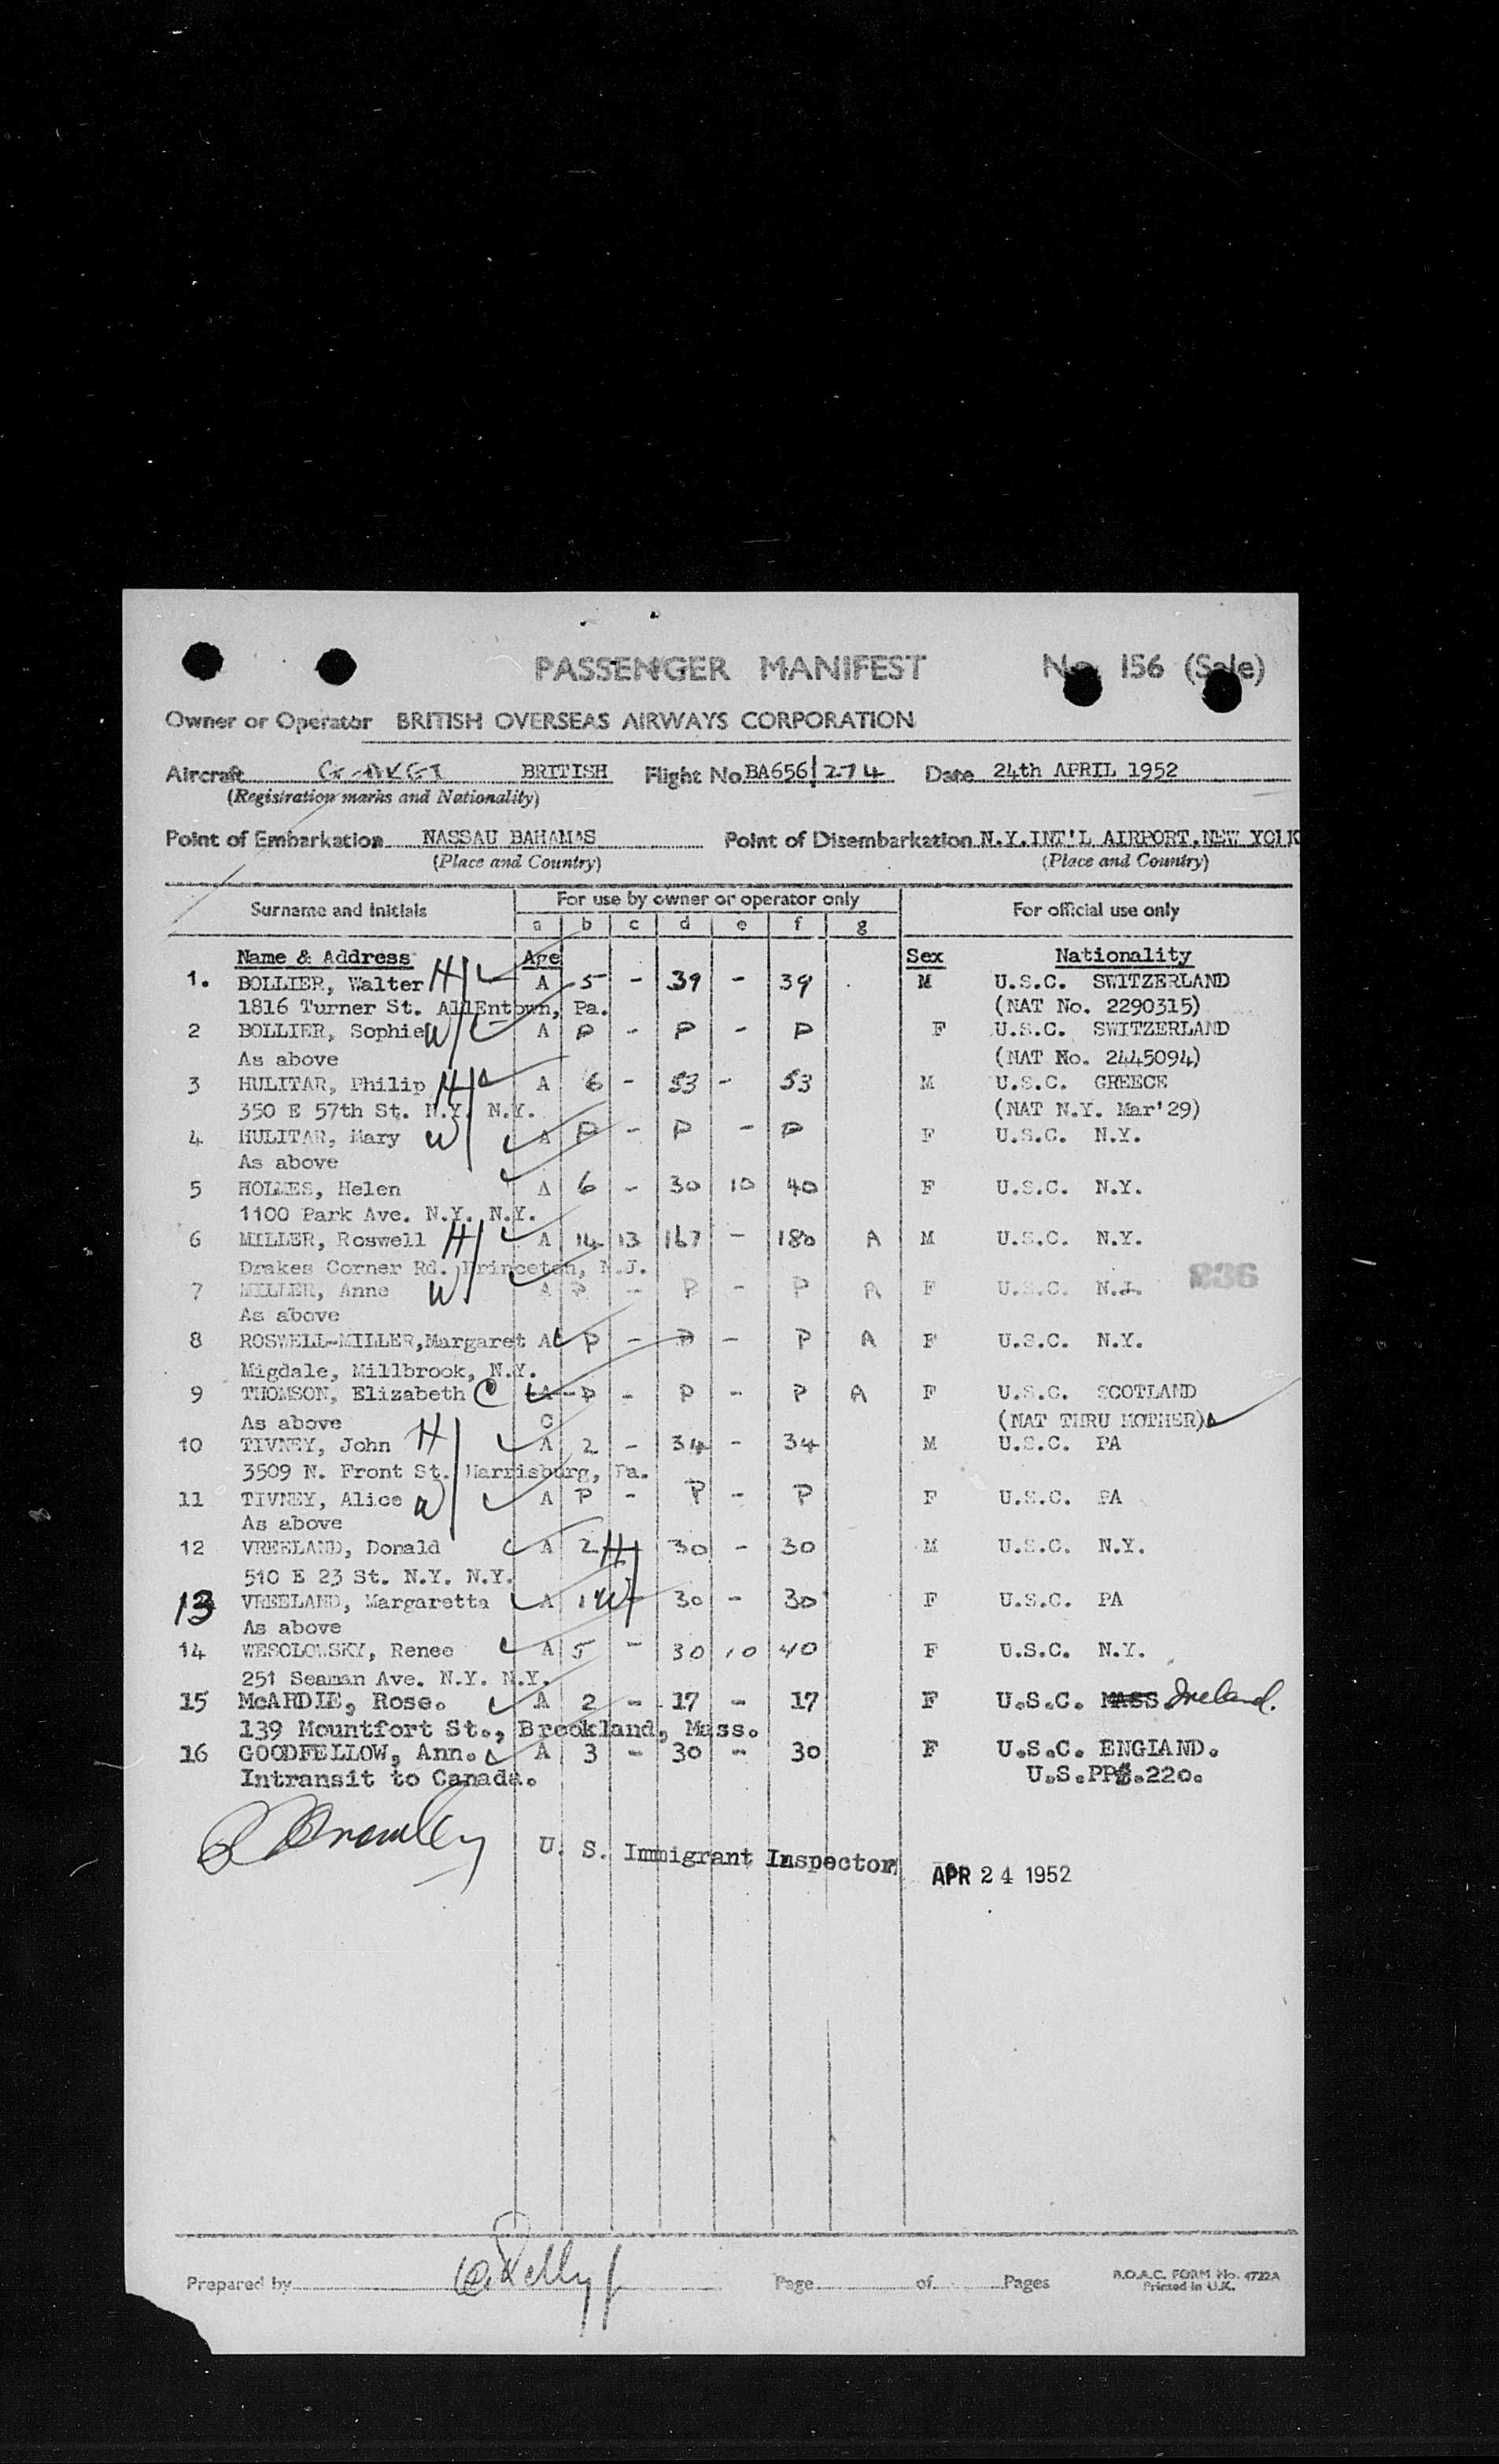 PASSENGER MANIFEST No. 156 (Sale)
Owner or Operator BRITISH OVERSEAS AIRWAYS CORPORATION
Aircraft BRITISH Flight No BA656/274 Date 24th APRIL 1952
(Registration marks and Nationality)
Point of Embarkation NASSAU BAHAMAS Point of Disembarkation N.Y.INT'L AIRPORT,NEW YOLK
(Place and Country) (Place and Country)
Surname and initials For use by owner or operator only For official use only
a b c d e f g
Name & Address Age Sex Nationality
1. BOLLIER, Walter H A 5 - 39 - 39 M U.S.C. SWITZERLAND
1816 Turner St. AllEntown, Pa. (NAT No. 2290315)
2 BOLLIER, Sophie W A P - P - P F U.S.C. SWITZERLAND
As above (NAT No. 2445094)
3 HULITAR, Philip H A 6 - 53 - 53 M U.S.C. GREECE
350 E 57th St. N.Y. N.Y. (NAT N.Y. Mar'29)
4 HULITAR, Mary W A P - P - P F U.S.C. N.Y.
As above
5 HOLMES, Helen A 6 - 30 10 40 F U.S.C. N.Y.
1100 Park Ave. N.Y. N.Y.
6 MILLER, Roswell H A 14 13 167 - 180 A M U.S.C. N.Y.
Drakes Corner Rd. Princeton, N.J. 236
7 MILLER, Anne W A P - P - P A F U.S.C. N.J.
As above
8 ROSWELL-MILLER,Margaret A P - P - P A F U.S.C. N.Y.
Migdale, Millbrook, N.Y.
9 THOMSON, Elizabeth C A P - P - P A F U.S.C. SCOTLAND
As above C (NAT THRU MOTHER)
10 TIVNEY, John H A 2 - 34 - 34 M U.S.C. PA
3509 N. Front St. Harrisburg, Pa.
11 TIVNEY, Alice W A P - P - P F U.S.C. PA
As above
12 VREELAND, Donald A 2 H 30 - 30 M U.S.C. N.Y.
510 E 23 St. N.Y. N.Y.
13 VREELAND, Margaretta A 1 W 30 - 30 F U.S.C. PA
As above
14 WESOLOWSKY, Renee A 5 - 30 10 40 F U.S.C. N.Y.
251 Seaman Ave. N.Y. N.Y.
15 McARDIE, Rose. A 2 - 17 - 17 F U.S.C. MASS Ireland.
139 Mountfort St., Brookland, Mass.
16 GOODFELLOW, Ann. A 3 - 30 - 30 F U.S.C. ENGLAND.
Intransit to Canada. U.S.PP.220.
U. S. Immigrant Inspector APR 24 1952
Prepared by Page of Pages
B.O.A.C. FORM No. 4722A
Printed in U.K.